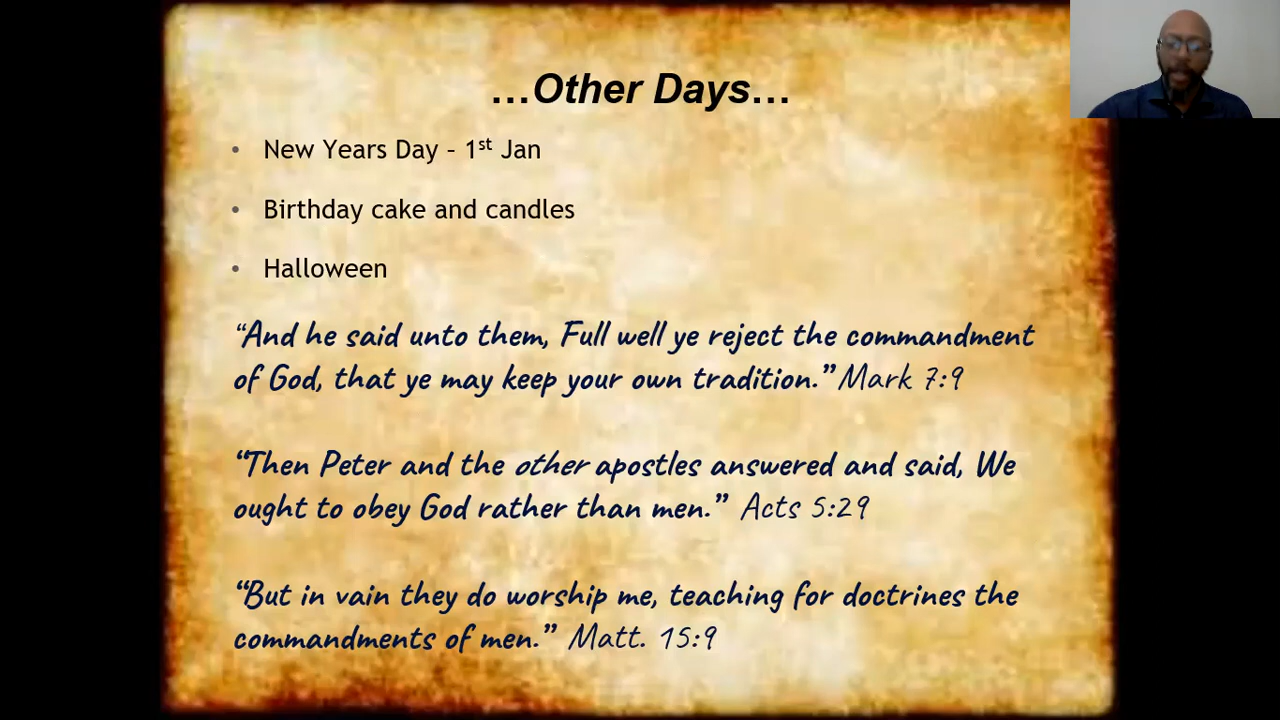 …Other Days…
• New Years Day – 1st Jan
• Birthday cake and candles
• Halloween
“And he said unto them, Full well ye reject the commandment
of God, that ye may keep your own tradition.” Mark 7:9
“Then Peter and the other apostles answered and said, We
ought to obey God rather than men.” Acts 5:29
“But in vain they do worship me, teaching for doctrines the
commandments of men.” Matt. 15:9